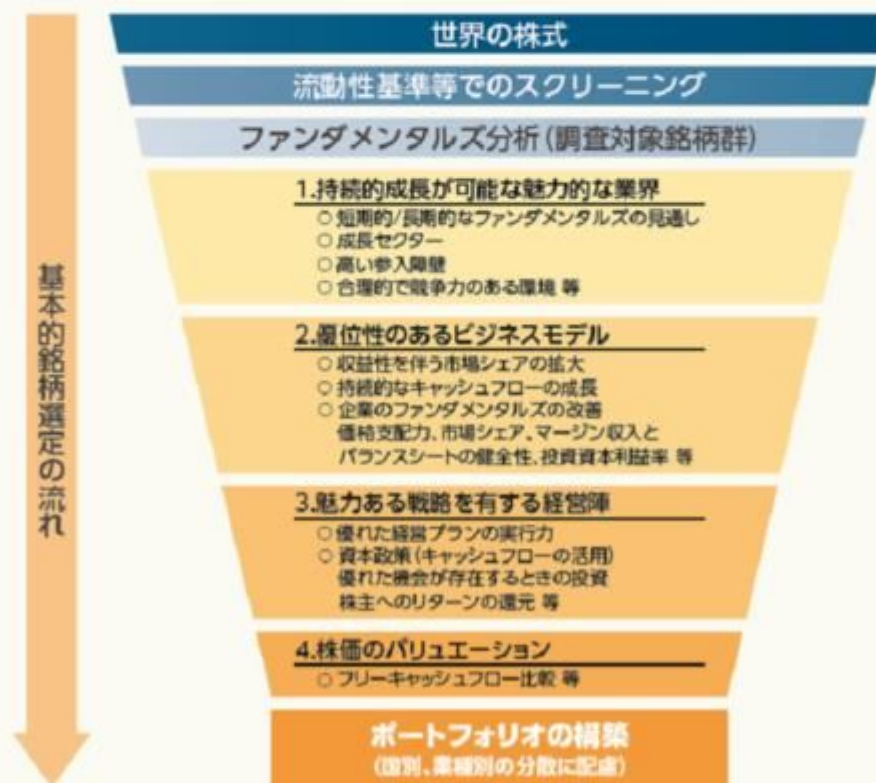 世界の株式
流動性基準等でのスクリーニング
ファンダメンタルズ分析(調査対象銘柄群)
1.持続的成長が可能な魅力的な業界
○ 短期的/長期的なファンダメンタルズの見通し
○ 成長セクター
○ 高い参入障壁
○ 合理的で競争力のある環境 等
2.優位性のあるビジネスモデル
○ 収益性を伴う市場シェアの拡大
○ 持続的なキャッシュフローの成長
○ 企業のファンダメンタルズの改善
価格支配力、市場シェア、マージン収入と
バランスシートの健全性、投資資本利益率 等
3.魅力ある戦略を有する経営陣
○ 優れた経営プランの実行力
○ 資本政策(キャッシュフローの活用)
優れた機会が存在するときの投資
株主へのリターンの還元 等
4.株価のバリュエーション
○ フリーキャッシュフロー比較 等
ポートフォリオの構築
(国別、業種別の分散に配慮)
基本的銘柄選定の流れ